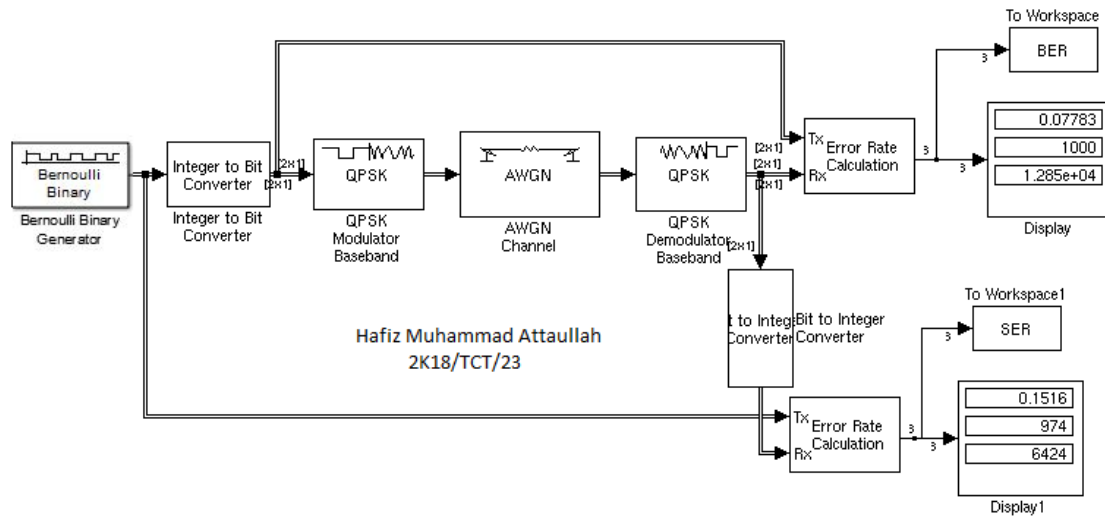 To Workspace
BER
3
0.07783
1000
1.285e+04
Display
Bernoulli
Binary
Bernoulli Binary
Generator
Integer to Bit
Converter
Integer to Bit
Converter
[2x1]
[2x1]
QPSK
QPSK
Modulator
Baseband
AWGN
AWGN
Channel
QPSK
QPSK
Demodulator
Baseband
[2x1]
[2x1]
[2x1]
[2x1]
Tx
Rx
Error Rate
Calculation
3
3
t to Integ
Converter
Bit to Integer
Converter
Hafiz Muhammad Attaullah
2K18/TCT/23
Tx
Rx
Error Rate
Calculation
3
3
3
To Workspace1
SER
0.1516
974
6424
Display1